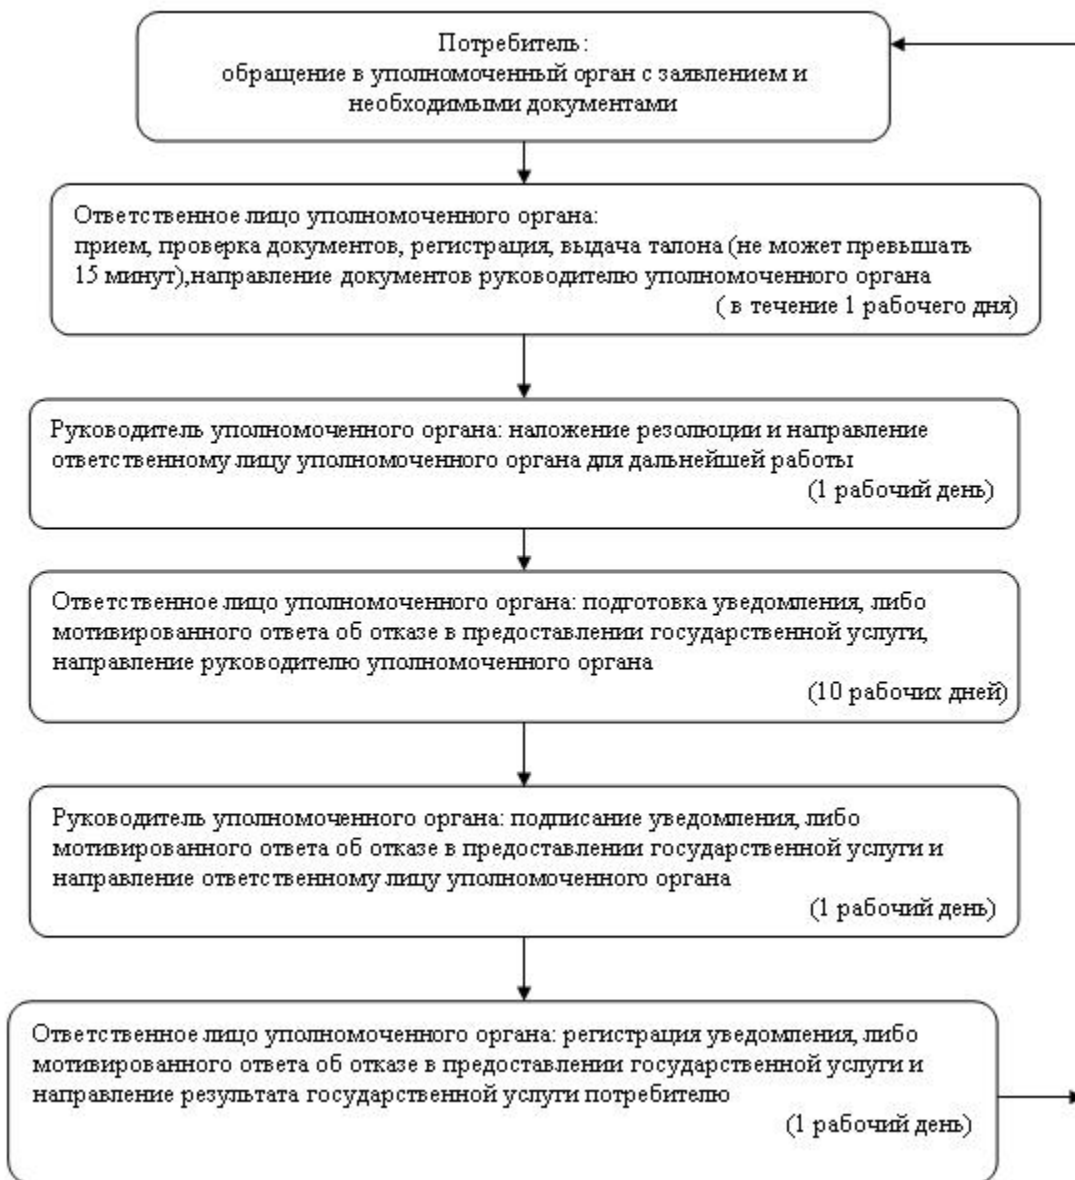 Потребитель:
обращение в уполномоченный орган с заявлением и
необходимыми документами
Ответственное лицо уполномоченного органа:
прием, проверка документов, регистрация, выдача талона (не может превышать
15 минут),направление документов руководителю уполномоченного органа
( в течение 1 рабочего дня)
Руководитель уполномоченного органа: наложение резолюции и направление
ответственному лицу уполномоченного органа для дальнейшей работы
(1 рабочий день)
Ответственное лицо уполномоченного органа: подготовка уведомления, либо
мотивированного ответа об отказе в предоставлении государственной услуги,
направление руководителю уполномоченного органа
(10 рабочих дней)
Руководитель уполномоченного органа: подписание уведомления, либо
мотивированного ответа об отказе в предоставлении государственной услуги и
направление ответственному лицу уполномоченного органа
(1 рабочий день)
Ответственное лицо уполномоченного органа: регистрация уведомления, либо
мотивированного ответа об отказе в предоставлении государственной услуги и
направление результата государственной услуги потребителю
(1 рабочий день)